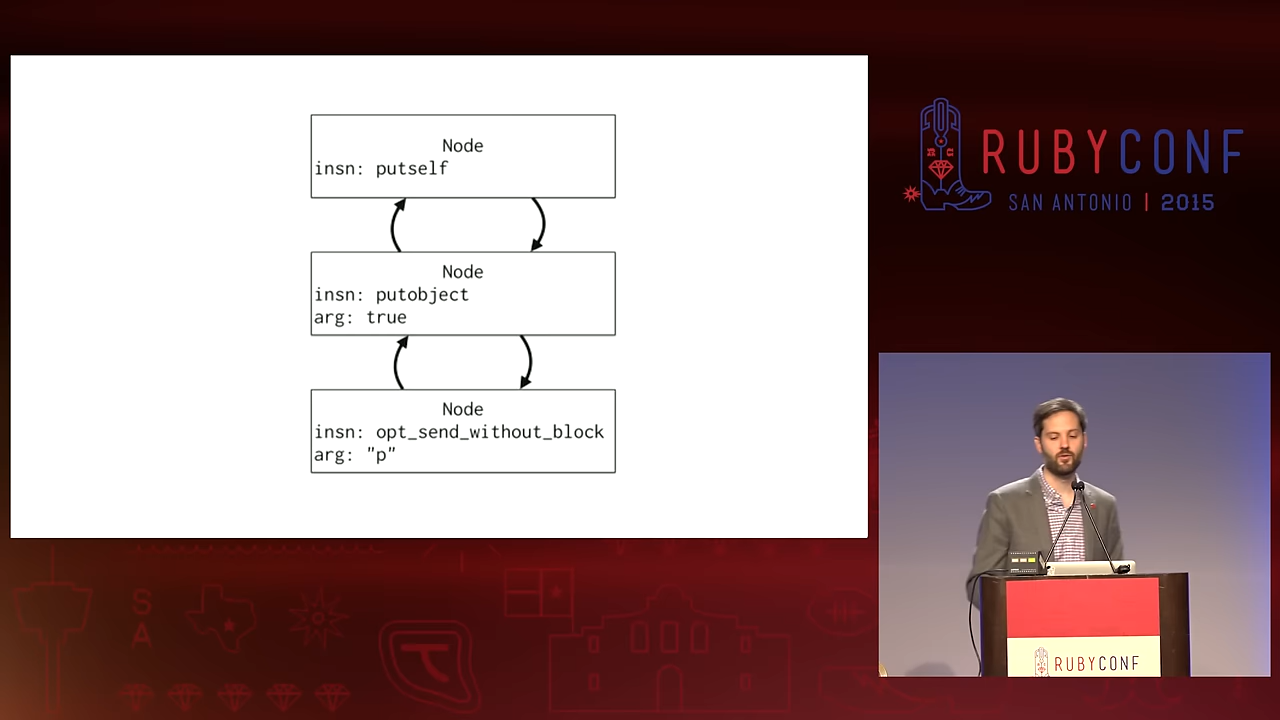 Node
insn: putself
Node
insn: putobject
arg: true
Node
insn: opt_send_without_block
arg: "p"
RUBYCONF
SAN ANTONIO | 2015
S
A
RUBYCONF